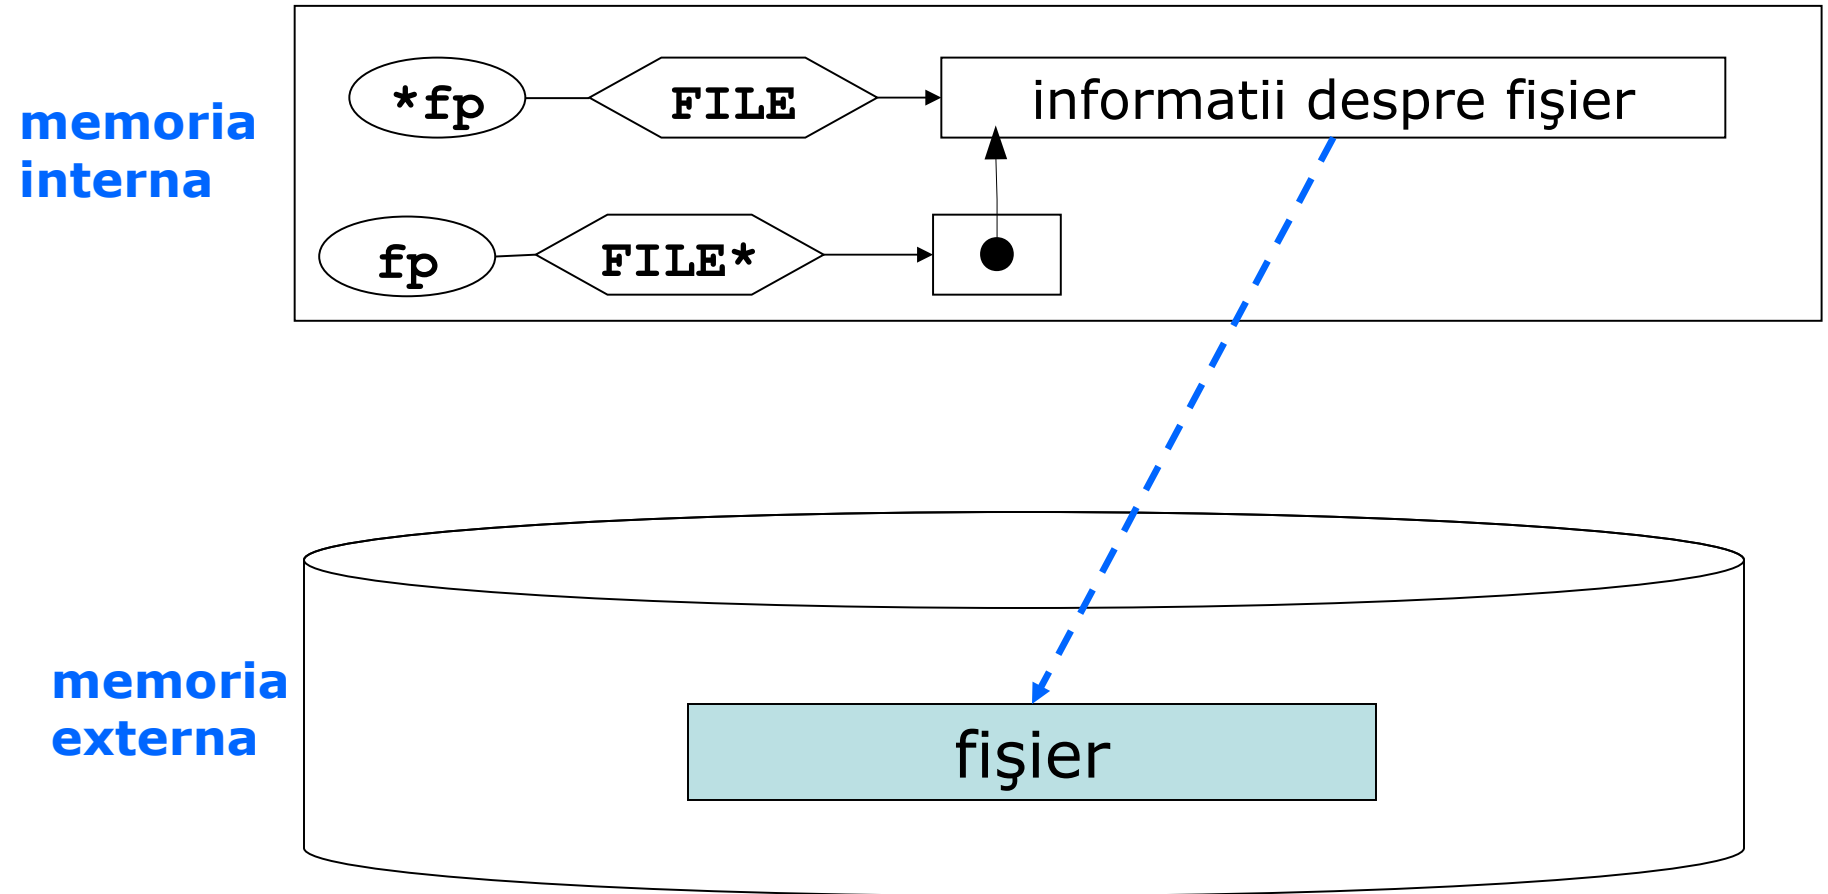 *fp
FILE
informatii despre fişier
memoria
interna
fp
FILE*
memoria
externa
fişier